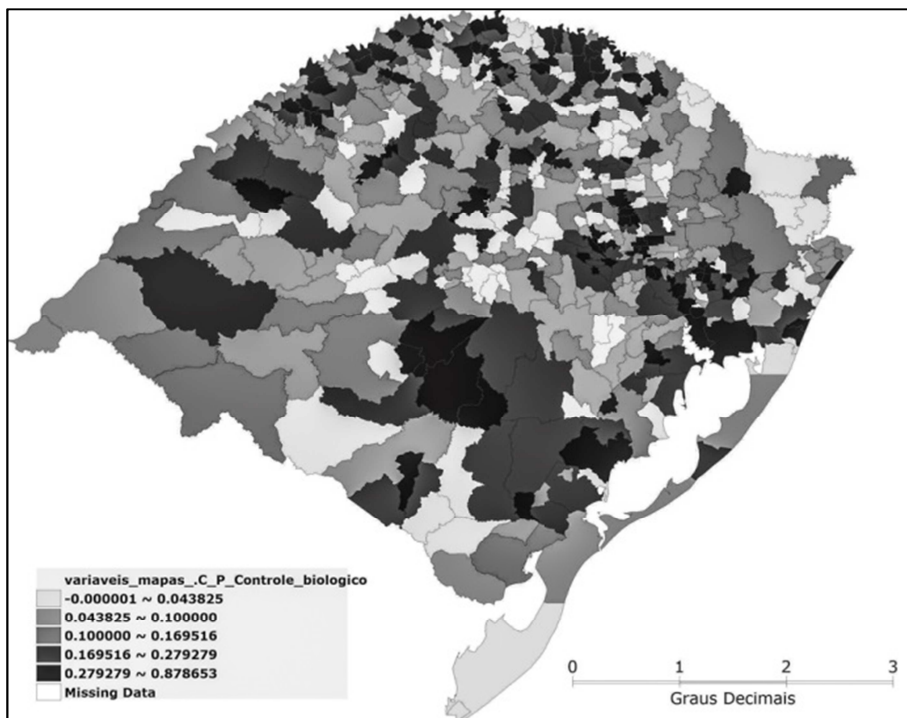 variaveis_mapas_.C_P_Controle_biologico
-0.000001 ~ 0.043825
0.043825 ~ 0.100000
0.100000 ~ 0.169516
0.169516 ~ 0.279279
0.279279 ~ 0.878653
Missing Data
0 1 2 3
Graus Decimais